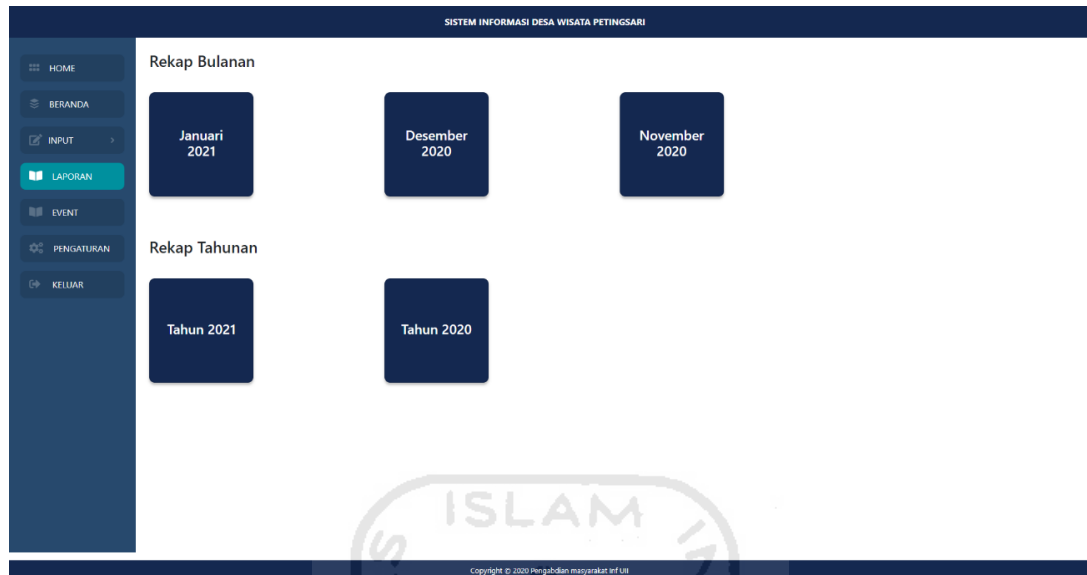 SISTEM INFORMASI DESA WISATA PETINGSARI
HOME
BERANDA
INPUT
LAPORAN
EVENT
PENGATURAN
KELUAR
Rekap Bulanan
Januari
2021
Desember
2020
November
2020
Rekap Tahunan
Tahun 2021
Tahun 2020
ISLAM
Copyright © 2020 Pengabdian masyarakat Inf UII